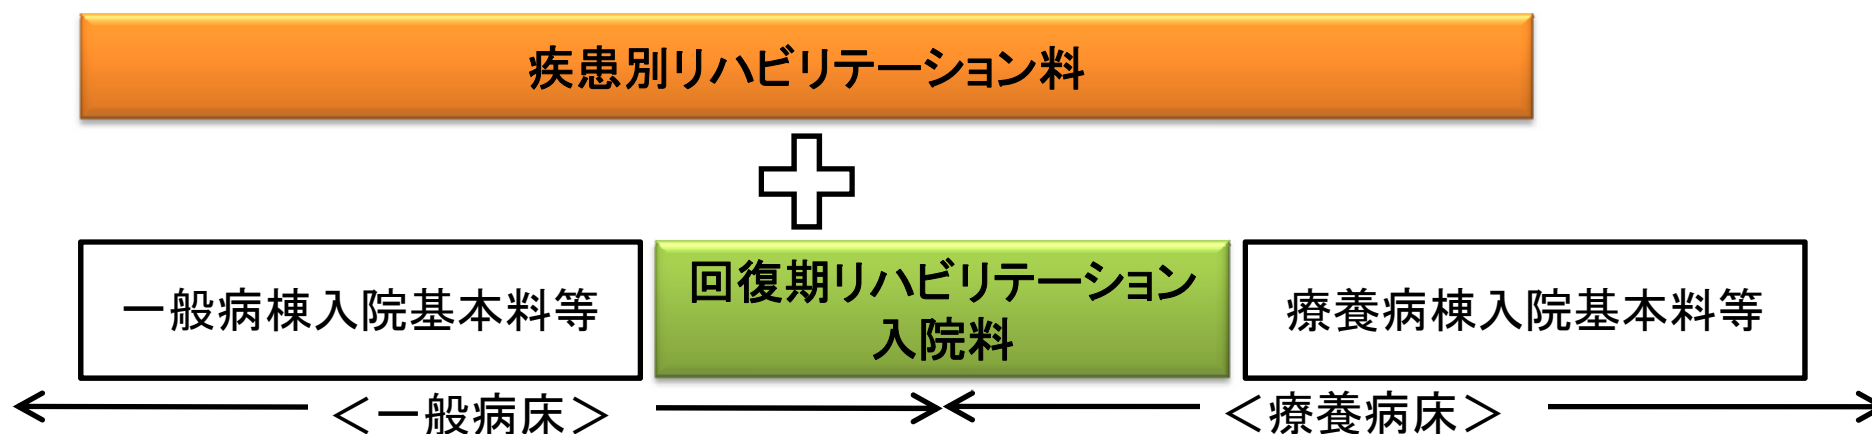 疾患別リハビリテーション料
一般病棟入院基本料等
回復期リハビリテーション
入院料
療養病棟入院基本料等
＜一般病床＞
＜療養病床＞